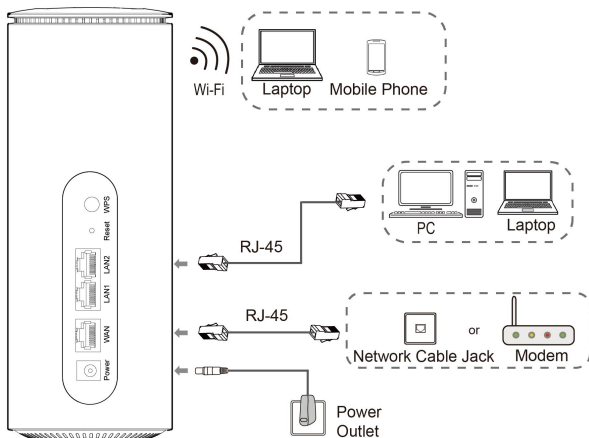 Wi-Fi
Laptop
Mobile Phone
WPS
Reset
LAN2
LAN1
WAN
Power
RJ-45
PC
Laptop
RJ-45
Network Cable Jack
or
Modem
Power
Outlet